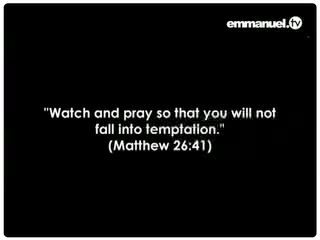 emmanuel.tv
"Watch and pray so that you will not
fall into temptation."
(Matthew 26:41)